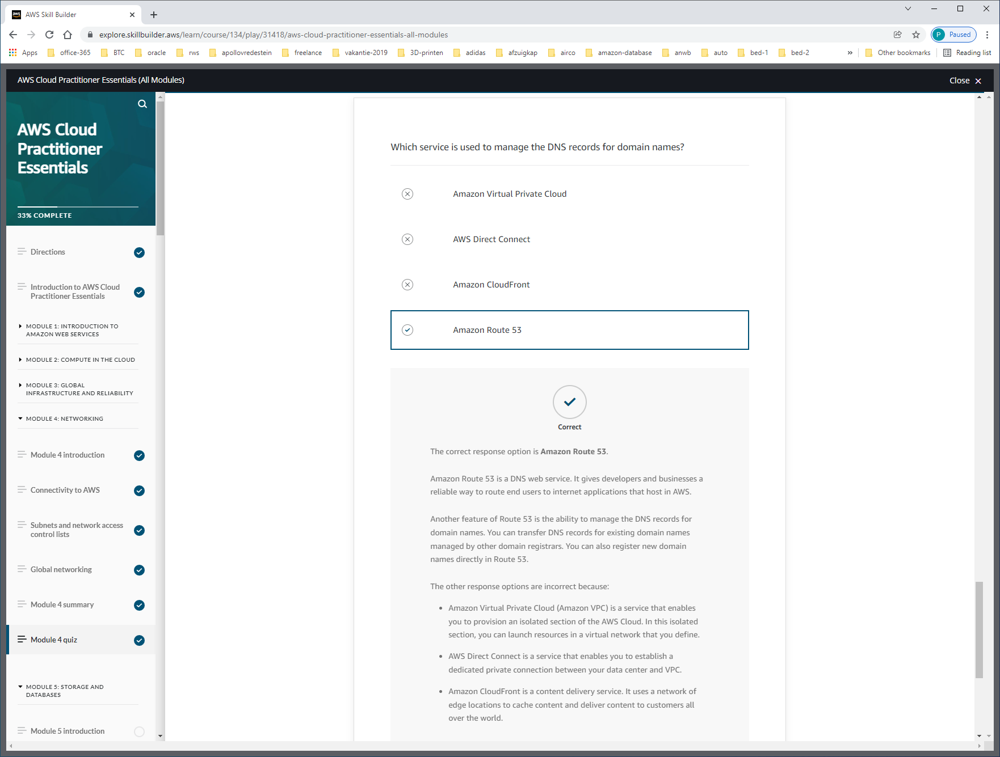 aws
AWS Skill Builder
explore.skillbuilder.aws/learn/course/134/play/31418/aws-cloud-practitioner-essentials-all-modules
P Paused
Apps office-365 BTC oracle rws apollovredestein freelance vakantie-2019 3D-printen adidas afzuigkap airco amazon-database anwb auto bed-1 bed-2 » Other bookmarks Reading list
AWS Cloud Practitioner Essentials (All Modules)
Close
AWS Cloud
Practitioner
Essentials
33% COMPLETE
Directions
Introduction to AWS Cloud
Practitioner Essentials
MODULE 1: INTRODUCTION TO
AMAZON WEB SERVICES
MODULE 2: COMPUTE IN THE CLOUD
MODULE 3: GLOBAL
INFRASTRUCTURE AND RELIABILITY
MODULE 4: NETWORKING
Module 4 introduction
Connectivity to AWS
Subnets and network access
control lists
Global networking
Module 4 summary
Module 4 quiz
MODULE 5: STORAGE AND
DATABASES
Module 5 introduction
Which service is used to manage the DNS records for domain names?
Amazon Virtual Private Cloud
AWS Direct Connect
Amazon CloudFront
Amazon Route 53
Correct
The correct response option is Amazon Route 53.
Amazon Route 53 is a DNS web service. It gives developers and businesses a
reliable way to route end users to internet applications that host in AWS.
Another feature of Route 53 is the ability to manage the DNS records for
domain names. You can transfer DNS records for existing domain names
managed by other domain registrars. You can also register new domain
names directly in Route 53.
The other response options are incorrect because:
• Amazon Virtual Private Cloud (Amazon VPC) is a service that enables
you to provision an isolated section of the AWS Cloud. In this isolated
section, you can launch resources in a virtual network that you define.
• AWS Direct Connect is a service that enables you to establish a
dedicated private connection between your data center and VPC.
• Amazon CloudFront is a content delivery service. It uses a network of
edge locations to cache content and deliver content to customers all
over the world.